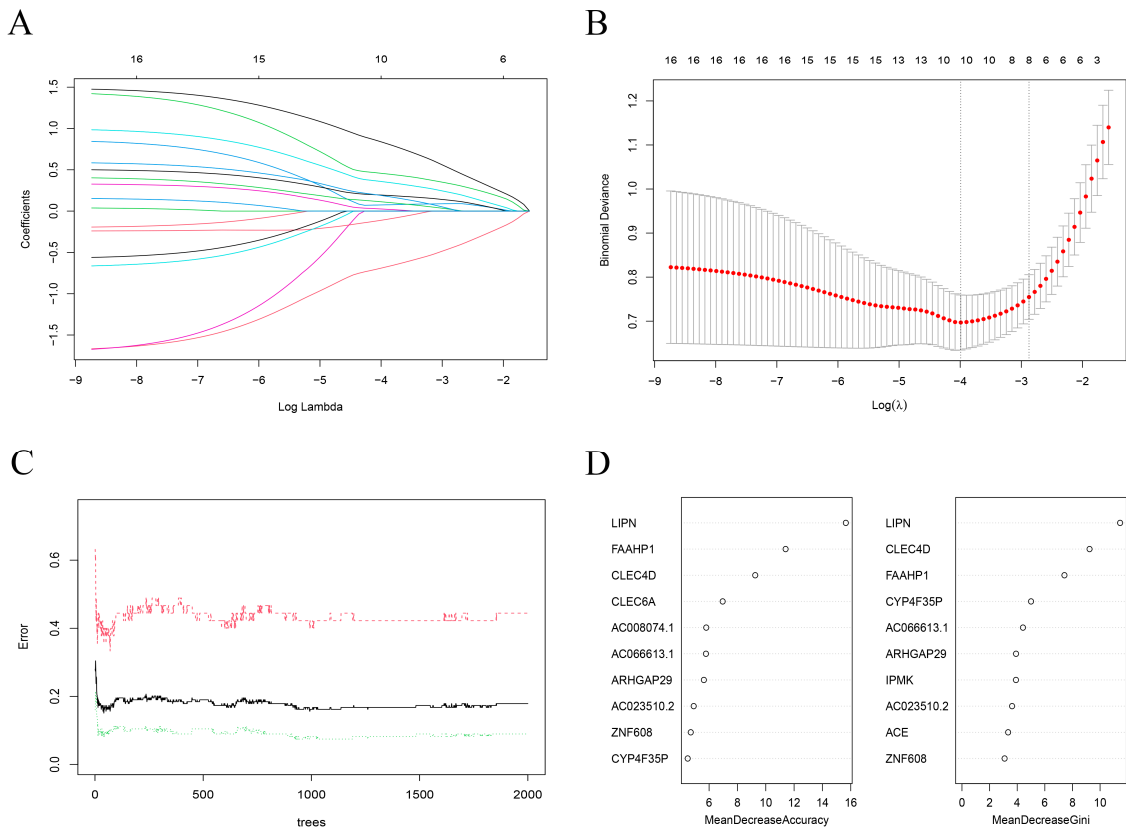 A
16 15 10 6
1.5
1.0
0.5
0.0
−0.5
−1.0
−1.5
Coefficients
−9 −8 −7 −6 −5 −4 −3 −2
Log Lambda
B
16 16 16 16 16 16 15 15 15 15 13 13 10 10 10 8 8 6 6 6 3
1.2
1.1
1.0
0.9
0.8
0.7
Binomial Deviance
−9 −8 −7 −6 −5 −4 −3 −2
Log(λ)
C
0.6
0.4
0.2
0.0
Error
0 500 1000 1500 2000
trees
D
LIPN
FAAHP1
CLEC4D
CLEC6A
AC008074.1
AC066613.1
ARHGAP29
AC023510.2
ZNF608
CYP4F35P
6 8 10 12 14 16
MeanDecreaseAccuracy
LIPN
CLEC4D
FAAHP1
CYP4F35P
AC066613.1
ARHGAP29
IPMK
AC023510.2
ACE
ZNF608
0 2 4 6 8 10
MeanDecreaseGini